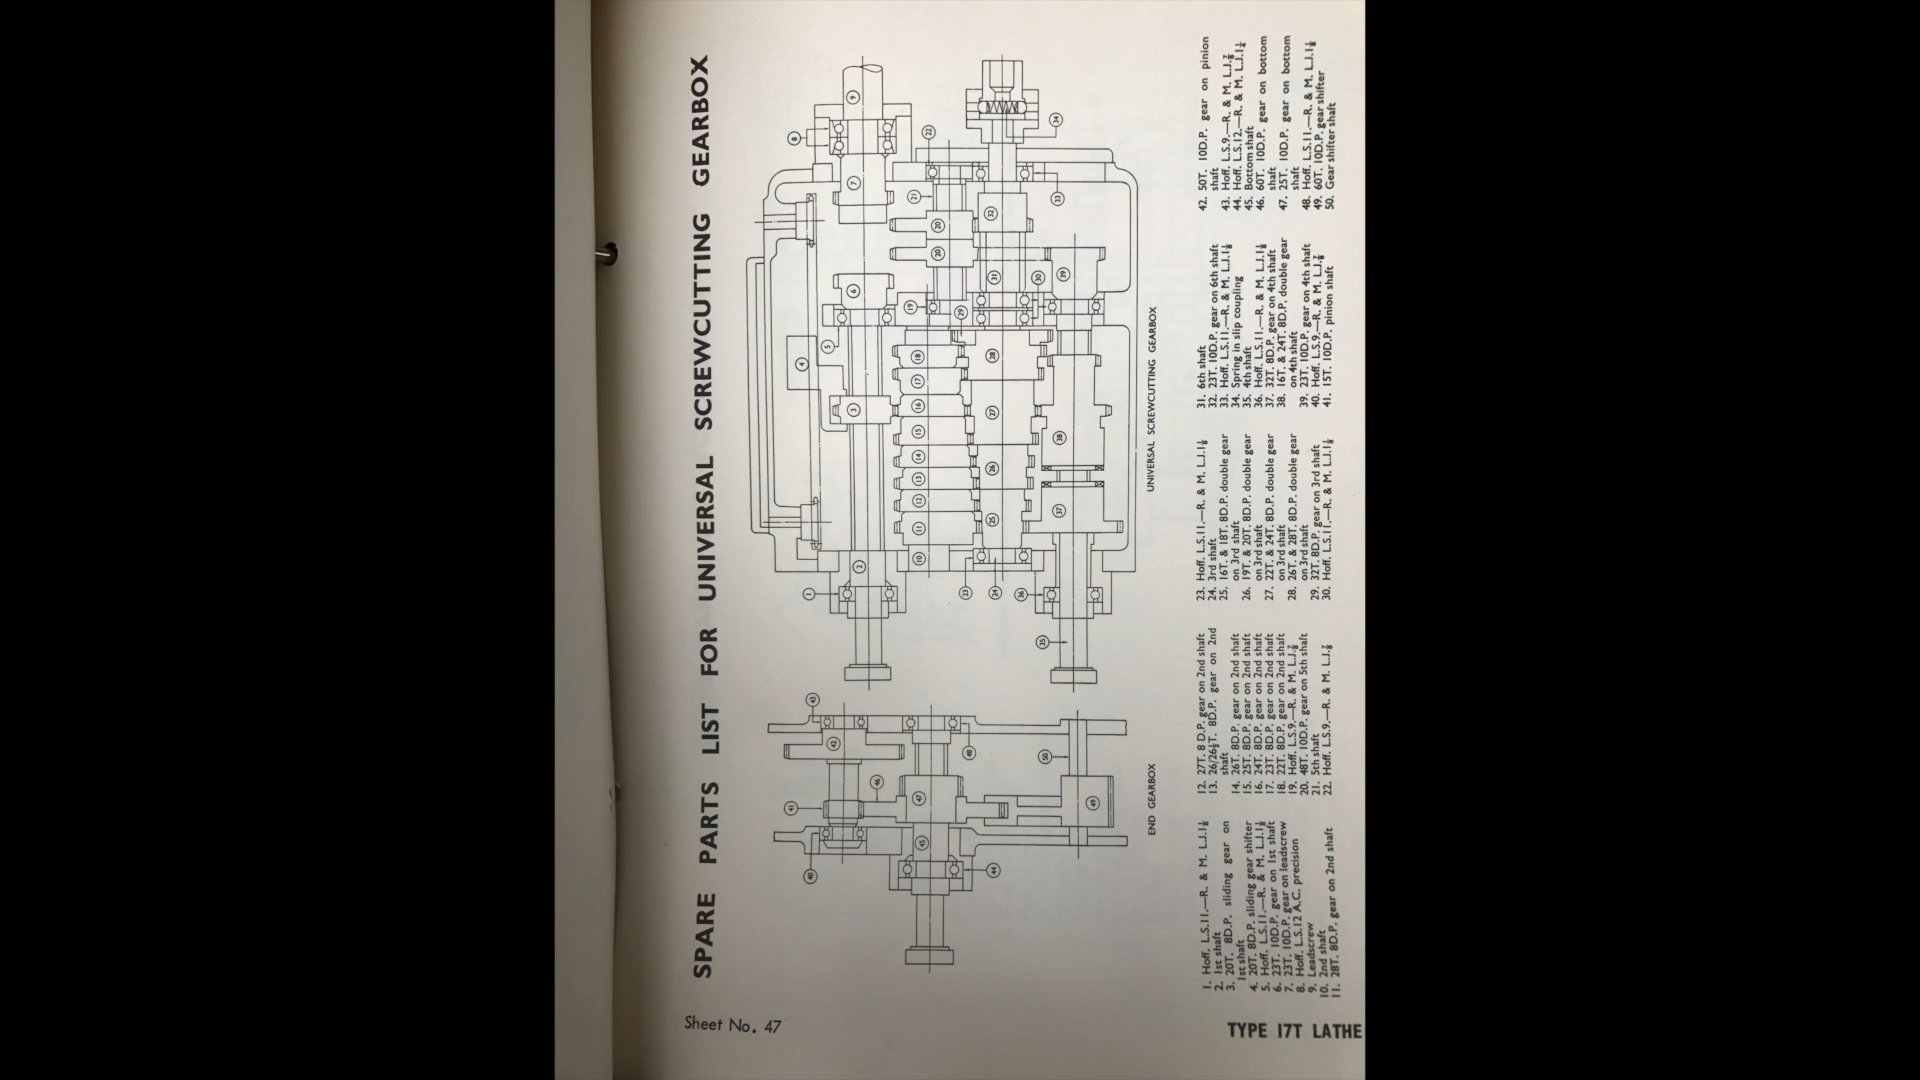 Sheet No. 47
SPARE PARTS LIST FOR UNIVERSAL SCREWCUTTING GEARBOX
END GEARBOX
UNIVERSAL SCREWCUTTING GEARBOX
1. Hoff. L.S.11.—R. & M. L.J.1⅛
2. 1st shaft
3. 20T. 8D.P. sliding gear on
1st shaft
4. 20T. 8D.P. sliding gear shifter
5. Hoff. L.S.11.—R. & M. L.J.1⅛
6. 23T. 10D.P. gear on 1st shaft
7. 23T. 10D.P. gear on leadscrew
8. Hoff. L.S.12 A.C. precision
9. Leadscrew
10. 2nd shaft
11. 28T. 8D.P. gear on 2nd shaft
12. 27T. 8 D.P. gear on 2nd shaft
13. 26/26½T. 8D.P. gear on 2nd
shaft
14. 26T. 8D.P. gear on 2nd shaft
15. 25T. 8D.P. gear on 2nd shaft
16. 24T. 8D.P. gear on 2nd shaft
17. 23T. 8D.P. gear on 2nd shaft
18. 22T. 8D.P. gear on 2nd shaft
19. Hoff. L.S.9.—R. & M. L.J.⅞
20. 48T. 10D.P. gear on 5th shaft
21. 5th shaft
22. Hoff. L.S.9.—R. & M. L.J.⅞
23. Hoff. L.S.11.—R. & M. L.J.1⅛
24. 3rd shaft
25. 16T. & 18T. 8D.P. double gear
on 3rd shaft
26. 19T. & 20T. 8D.P. double gear
on 3rd shaft
27. 22T. & 24T. 8D.P. double gear
on 3rd shaft
28. 26T. & 28T. 8D.P. double gear
on 3rd shaft
29. 32T. 8D.P. gear on 3rd shaft
30. Hoff. L.S.11.—R. & M. L.J.1⅛
31. 6th shaft
32. 23T. 10D.P. gear on 6th shaft
33. Hoff. L.S.11.—R. & M. L.J.1⅛
34. Spring in slip coupling
35. 4th shaft
36. Hoff. L.S.11.—R. & M. L.J.1⅛
37. 32T. 8D.P. gear on 4th shaft
38. 16T. & 24T. 8D.P. double gear
on 4th shaft
39. 23T. 10D.P. gear on 4th shaft
40. Hoff. L.S.9.—R. & M. L.J.⅞
41. 15T. 10D.P. pinion shaft
42. 50T. 10D.P. gear on pinion
shaft
43. Hoff. L.S.9.—R. & M. L.J.⅞
44. Hoff. L.S.12.—R. & M. L.J.1¼
45. Bottom shaft
46. 60T. 10D.P. gear on bottom
shaft
47. 25T. 10D.P. gear on bottom
shaft
48. Hoff. L.S.11.—R. & M. L.J.1⅛
49. 60T. 10D.P. gear shifter
50. Gear shifter shaft
TYPE 17T LATHE